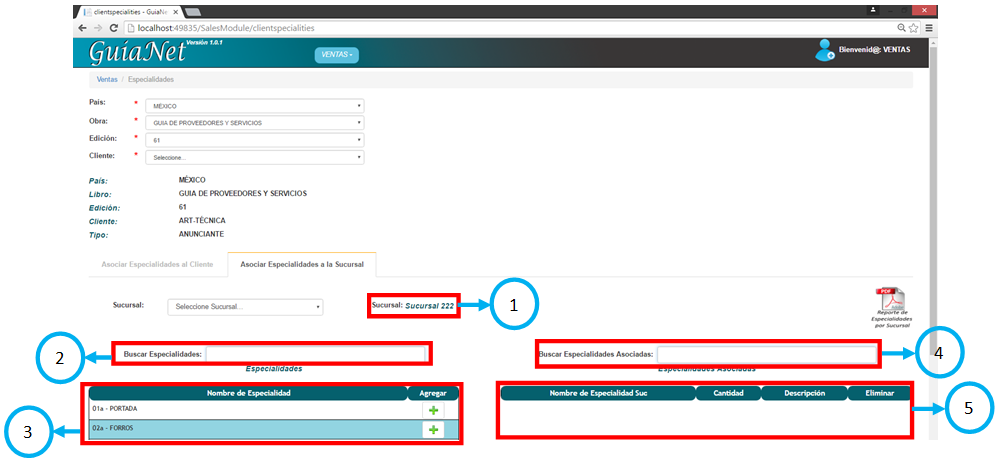 clientspecialities - GuiaNe
localhost:49835/SalesModule/clientspecialities
GuíaNet Versión 1.0.1
VENTAS
Bienvenid@: VENTAS
Ventas / Especialidades
País: * MÉXICO
Obra: * GUIA DE PROVEEDORES Y SERVICIOS
Edición: * 61
Cliente: * Seleccione...
País: MÉXICO
Libro: GUIA DE PROVEEDORES Y SERVICIOS
Edición: 61
Cliente: ART-TÉCNICA
Tipo: ANUNCIANTE
Asociar Especialidades al Cliente Asociar Especialidades a la Sucursal
Sucursal: Seleccione Sucursal... Sucursal: Sucursal 222 1
PDF
Adobe
Reporte de
Especialidades
por Sucursal
2 Buscar Especialidades: Buscar Especialidades Asociadas: 4
Especialidades Especialidades Asociadas
Nombre de Especialidad Agregar Nombre de Especialidad Suc Cantidad Descripción Eliminar
01a - PORTADA
5
02a - FORROS
3